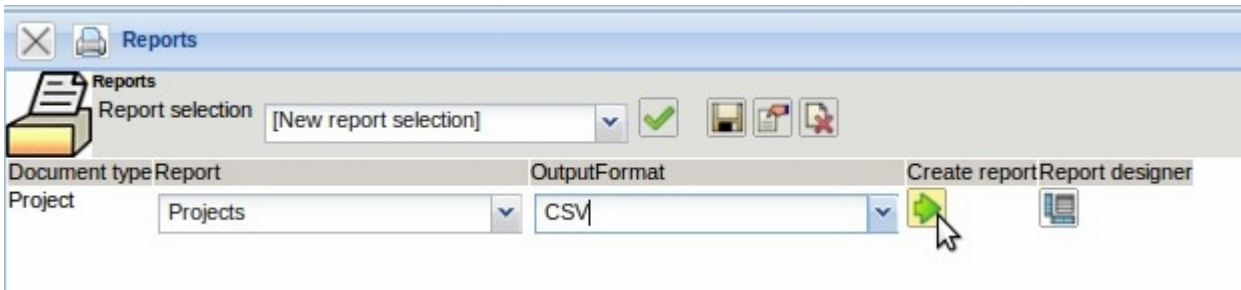 Reports
Reports
Report selection [New report selection]
Document type Report OutputFormat Create report Report designer
Project Projects CSV